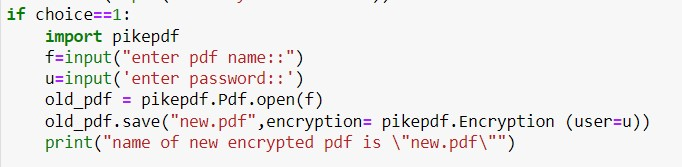 if choice==1:
    import pikepdf
    f=input("enter pdf name::")
    u=input('enter password::')
    old_pdf = pikepdf.Pdf.open(f)
    old_pdf.save("new.pdf",encryption= pikepdf.Encryption (user=u))
    print("name of new encrypted pdf is \"new.pdf\"")